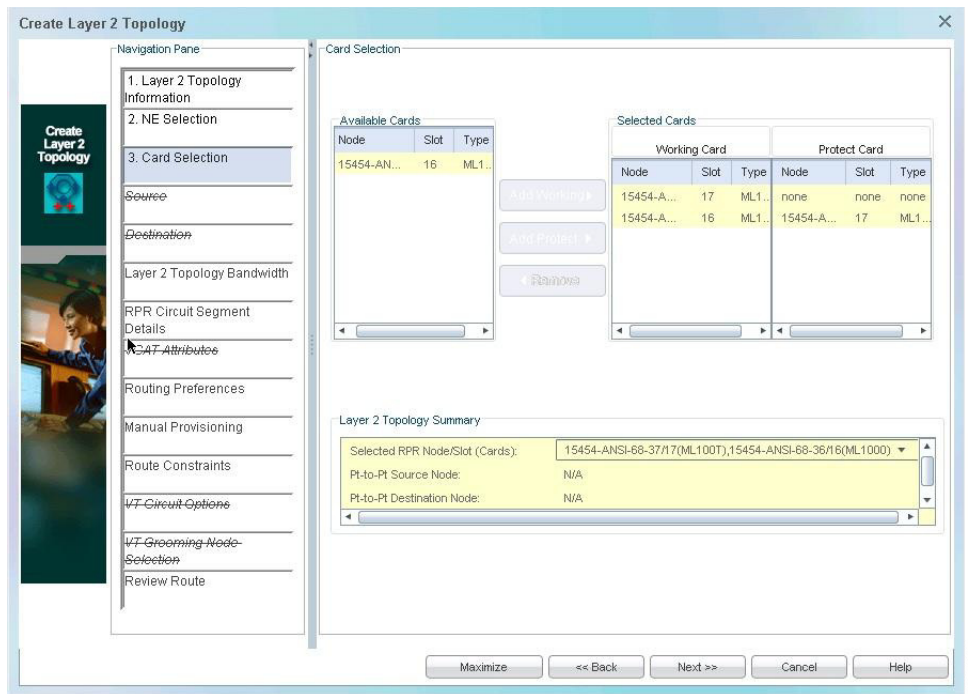 Create Layer 2 Topology
Create
Layer 2
Topology
Navigation Pane
1. Layer 2 Topology
Information
2. NE Selection
3. Card Selection
Source
Destination
Layer 2 Topology Bandwidth
RPR Circuit Segment
Details
VCAT Attributes
Routing Preferences
Manual Provisioning
Route Constraints
VT Circuit Options
VT Grooming Node
Selection
Review Route
Card Selection
Available Cards
Node Slot Type
15454-AN... 16 ML1..
Add Working
Add Protect
Remove
Selected Cards
Working Card Protect Card
Node Slot Type Node Slot Type
15454-A... 17 ML1.. none none none
15454-A... 16 ML1.. 15454-A... 17 ML1...
Layer 2 Topology Summary
Selected RPR Node/Slot (Cards): 15454-ANSI-68-37/17(ML100T),15454-ANSI-68-36/16(ML1000)
Pt-to-Pt Source Node: N/A
Pt-to-Pt Destination Node: N/A
Maximize << Back Next >> Cancel Help